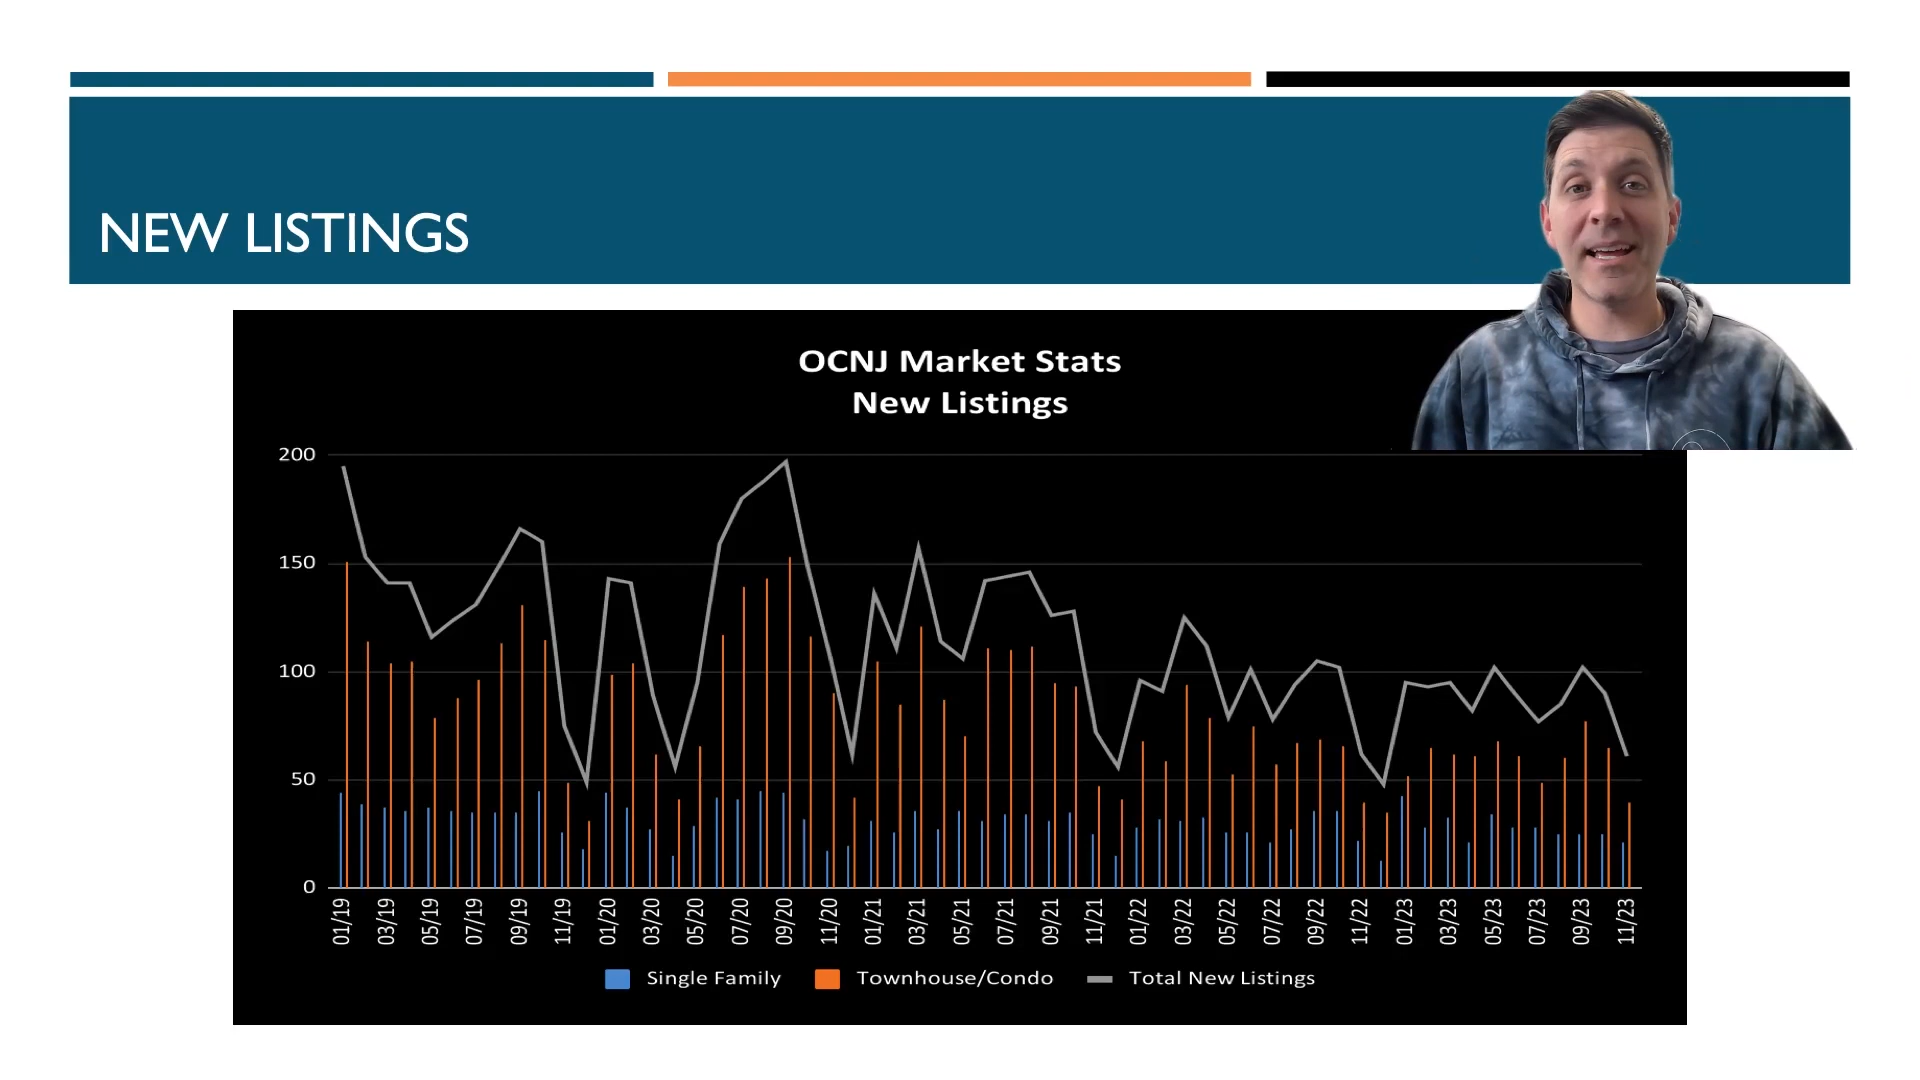 NEW LISTINGS
OCNJ Market Stats
New Listings
200
150
100
50
0
01/19 03/19 05/19 07/19 09/19 11/19 01/20 03/20 05/20 07/20 09/20 11/20 01/21 03/21 05/21 07/21 09/21 11/21 01/22 03/22 05/22 07/22 09/22 11/22 01/23 03/23 05/23 07/23 09/23 11/23
Single Family Townhouse/Condo Total New Listings